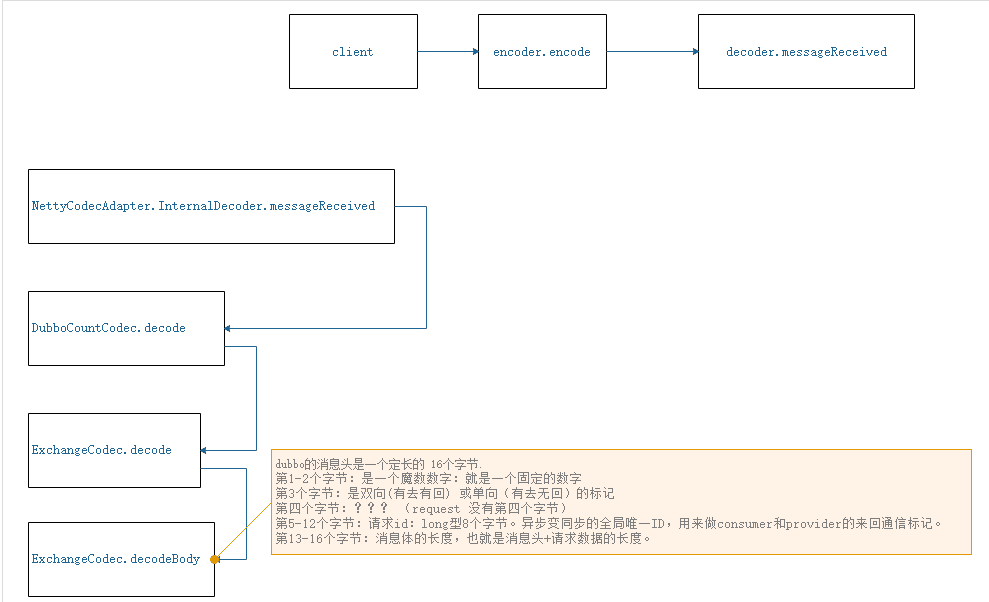 client
encoder.encode
decoder.messageReceived
NettyCodecAdapter.InternalDecoder.messageReceived
DubboCountCodec.decode
ExchangeCodec.decode
dubbo的消息头是一个定长的 16个字节.
第1-2个字节：是一个魔数数字：就是一个固定的数字
第3个字节：是双向(有去有回) 或单向（有去无回）的标记
第四个字节：？？？ （request 没有第四个字节）
第5-12个字节：请求id：long型8个字节。异步变同步的全局唯一ID，用来做consumer和provider的来回通信标记。
第13-16个字节：消息体的长度，也就是消息头+请求数据的长度。
ExchangeCodec.decodeBody